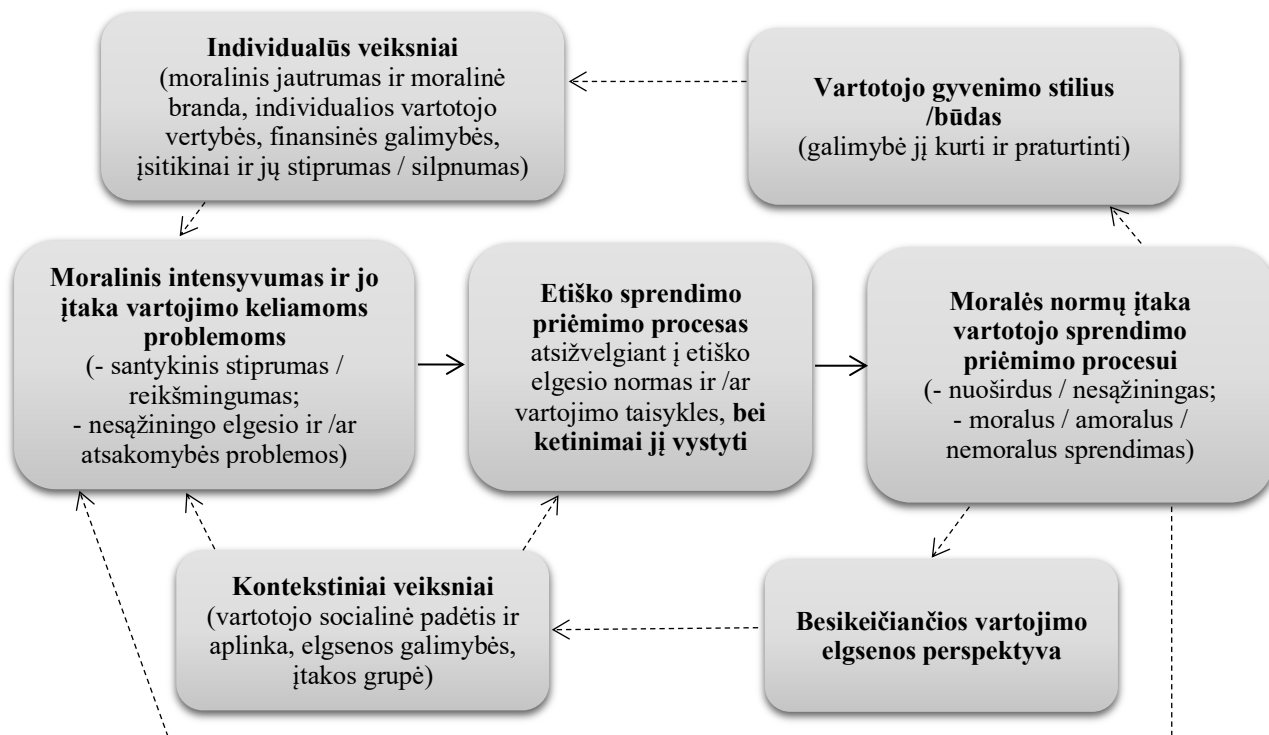 Individualūs veiksniai
(moralinis jautrumas ir moralinė
branda, individualios vartotojo
vertybės, finansinės galimybės,
įsitikinai ir jų stiprumas / silpnumas)
Vartotojo gyvenimo stilius
/būdas
(galimybė jį kurti ir praturtinti)
Moralinis intensyvumas ir jo
įtaka vartojimo keliamoms
problemoms
(- santykinis stiprumas /
reikšmingumas;
- nesąžiningo elgesio ir /ar
atsakomybės problemos)
Etiško sprendimo
priėmimo procesas
atsižvelgiant į etiško
elgesio normas ir /ar
vartojimo taisykles, bei
ketinimai jį vystyti
Moralės normų įtaka
vartotojo sprendimo
priėmimo procesui
(- nuoširdus / nesąžiningas;
- moralus / amoralus /
nemoralus sprendimas)
Kontekstiniai veiksniai
(vartotojo socialinė padėtis ir
aplinka, elgsenos galimybės,
įtakos grupė)
Besikeičiančios vartojimo
elgsenos perspektyva